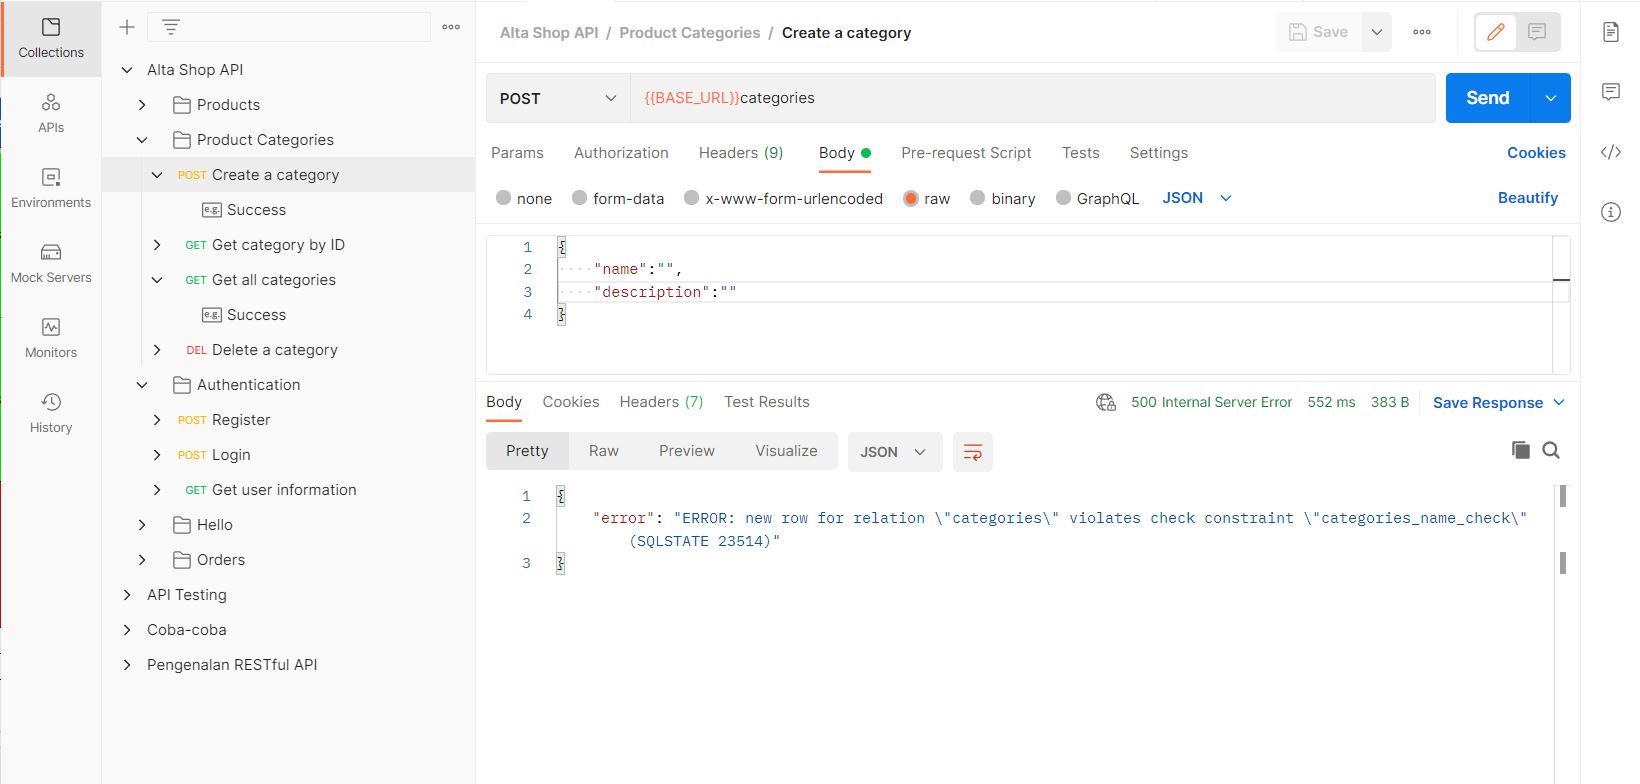 Collections
APIs
Environments
Mock Servers
Monitors
History
Alta Shop API
Products
Product Categories
POST Create a category
e.g. Success
GET Get category by ID
GET Get all categories
e.g. Success
DEL Delete a category
Authentication
POST Register
POST Login
GET Get user information
Hello
Orders
API Testing
Coba-coba
Pengenalan RESTful API
Alta Shop API / Product Categories / Create a category
Save
POST {{BASE_URL}}categories
Send
Params Authorization Headers (9) Body Pre-request Script Tests Settings Cookies
none form-data x-www-form-urlencoded raw binary GraphQL JSON Beautify
1 {
2 "name":"",
3 "description":""
4 }
Body Cookies Headers (7) Test Results 500 Internal Server Error 552 ms 383 B Save Response
Pretty Raw Preview Visualize JSON
1 {
2 "error": "ERROR: new row for relation \"categories\" violates check constraint \"categories_name_check\"
(SQLSTATE 23514)"
3 }